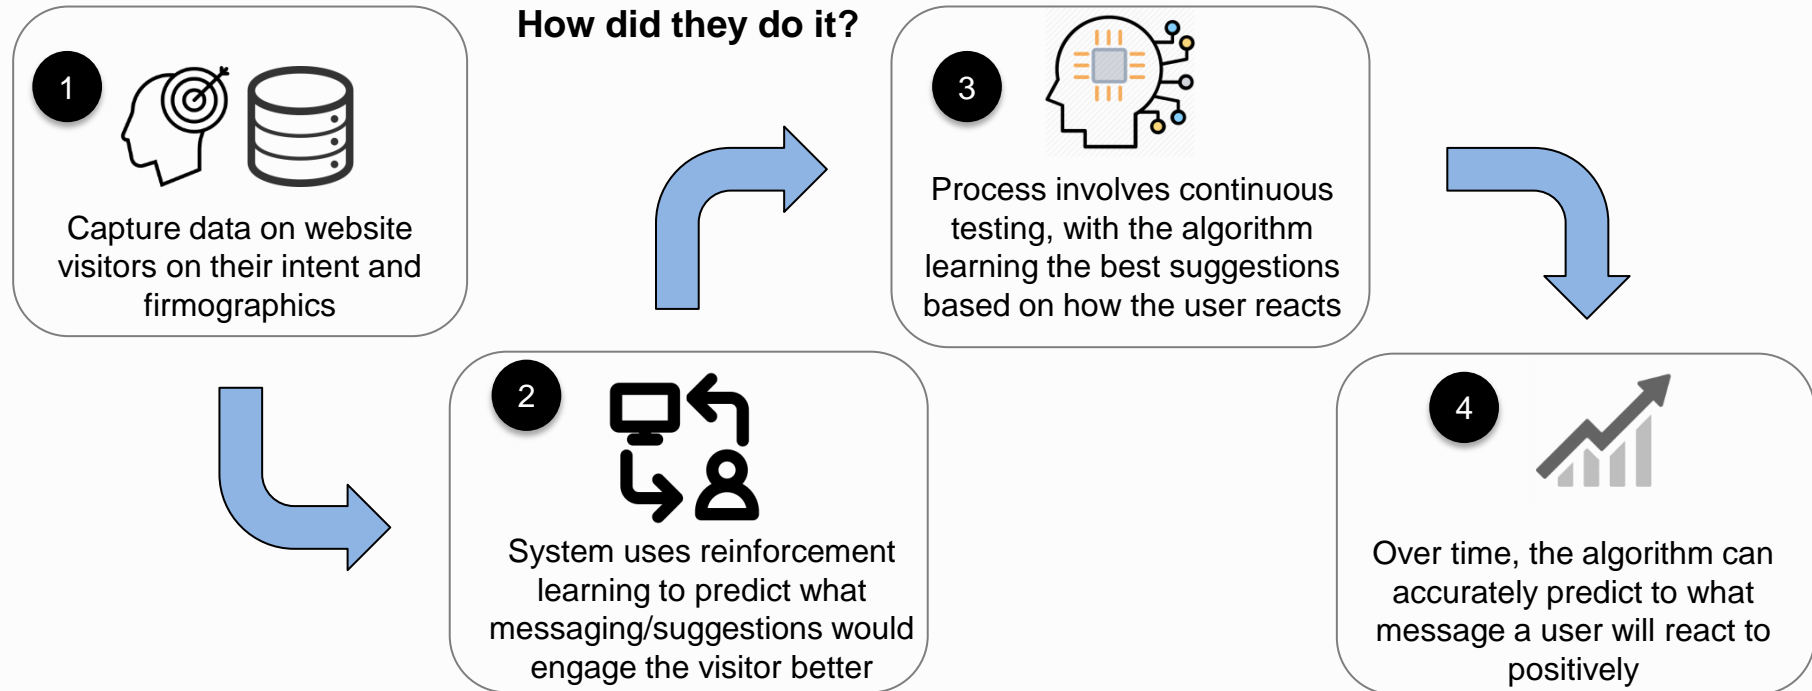 How did they do it?
1
Capture data on website
visitors on their intent and
firmographics
2
System uses reinforcement
learning to predict what
messaging/suggestions would
engage the visitor better
3
Process involves continuous
testing, with the algorithm
learning the best suggestions
based on how the user reacts
4
Over time, the algorithm can
accurately predict to what
message a user will react to
positively